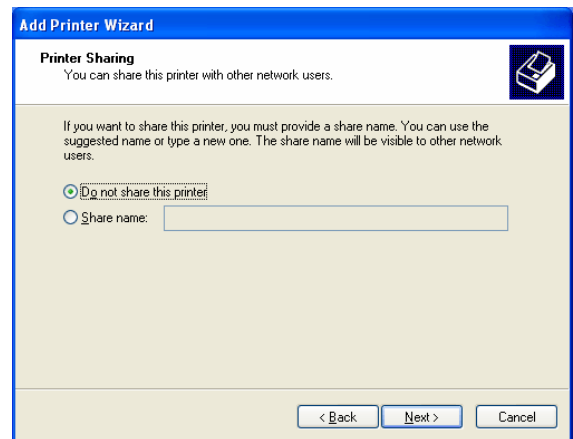 Add Printer Wizard
Printer Sharing
You can share this printer with other network users.
If you want to share this printer, you must provide a share name. You can use the
suggested name or type a new one. The share name will be visible to other network
users.
Do not share this printer
Share name:
< Back
Next >
Cancel